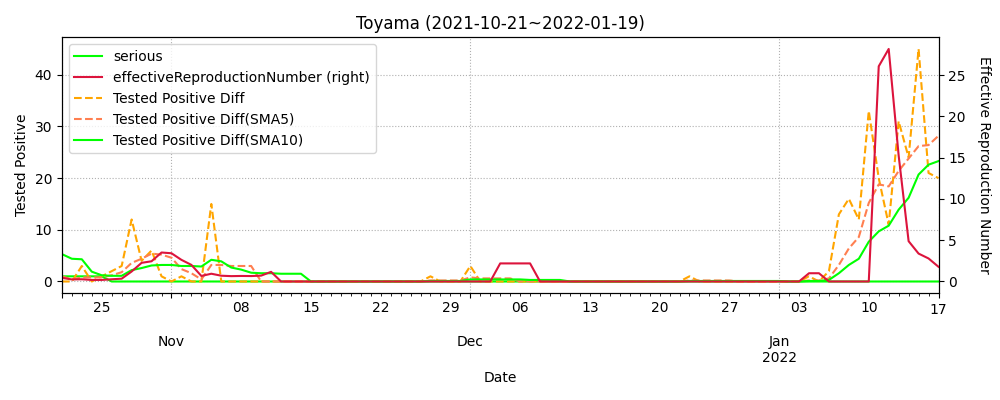 Toyama (2021-10-21~2022-01-19)
serious
effectiveReproductionNumber (right)
Tested Positive Diff
Tested Positive Diff(SMA5)
Tested Positive Diff(SMA10)
Tested Positive
40
30
20
10
0
Effective Reproduction Number
25
20
15
10
5
0
25 08 15 22 29 06 13 20 27 03 10 17
Nov Dec Jan
2022
Date